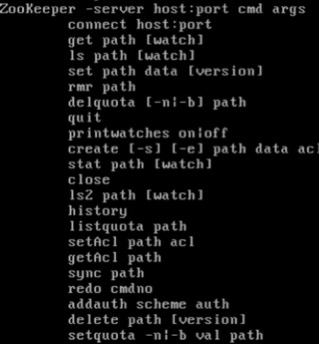 ZooKeeper -server host:port cmd args
connect host:port
get path [watch]
ls path [watch]
set path data [version]
rmr path
delquota [-n|-b] path
quit
printwatches on|off
create [-s] [-e] path data acl
stat path [watch]
close
ls2 path [watch]
history
listquota path
setAcl path acl
getAcl path
sync path
redo cmdno
addauth scheme auth
delete path [version]
setquota -n|-b val path